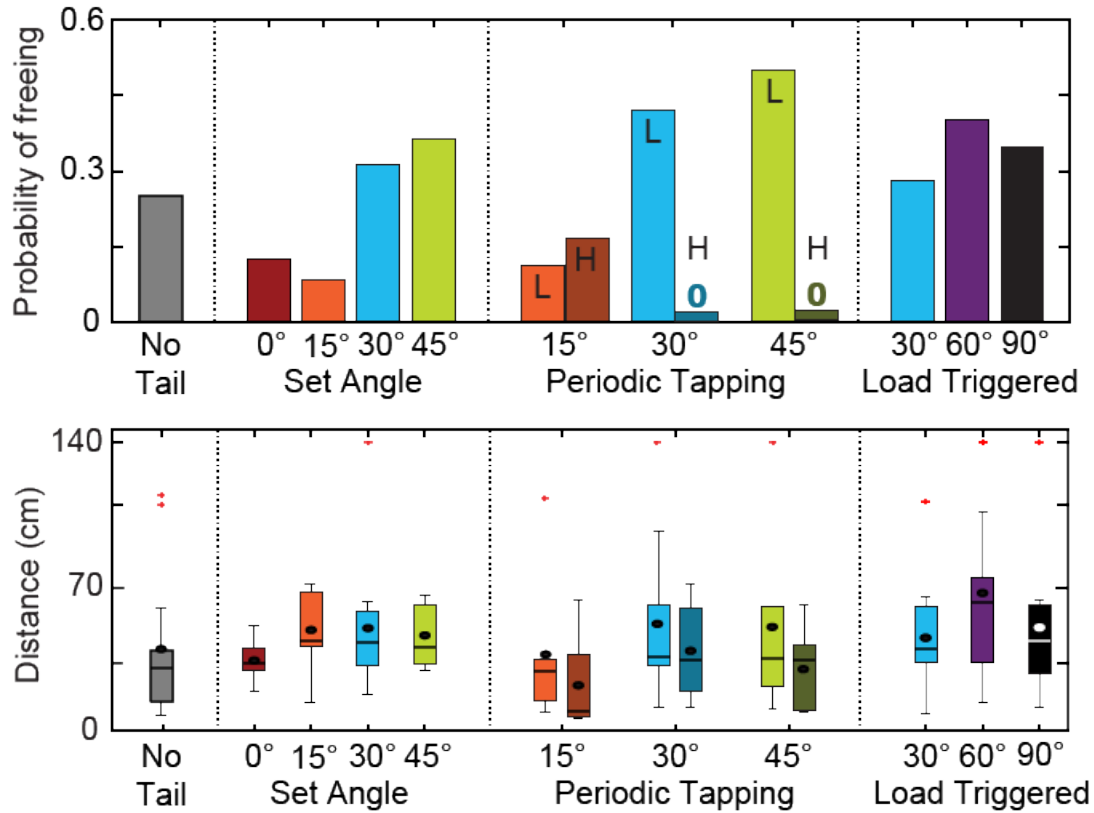 Probability of freeing
0.6
0.3
0
L
H
L
H
0
L
H
0
No Tail
0° 15° 30° 45°
Set Angle
15° 30° 45°
Periodic Tapping
30° 60° 90°
Load Triggered
Distance (cm)
140
70
0
No Tail
0° 15° 30° 45°
Set Angle
15° 30° 45°
Periodic Tapping
30° 60° 90°
Load Triggered